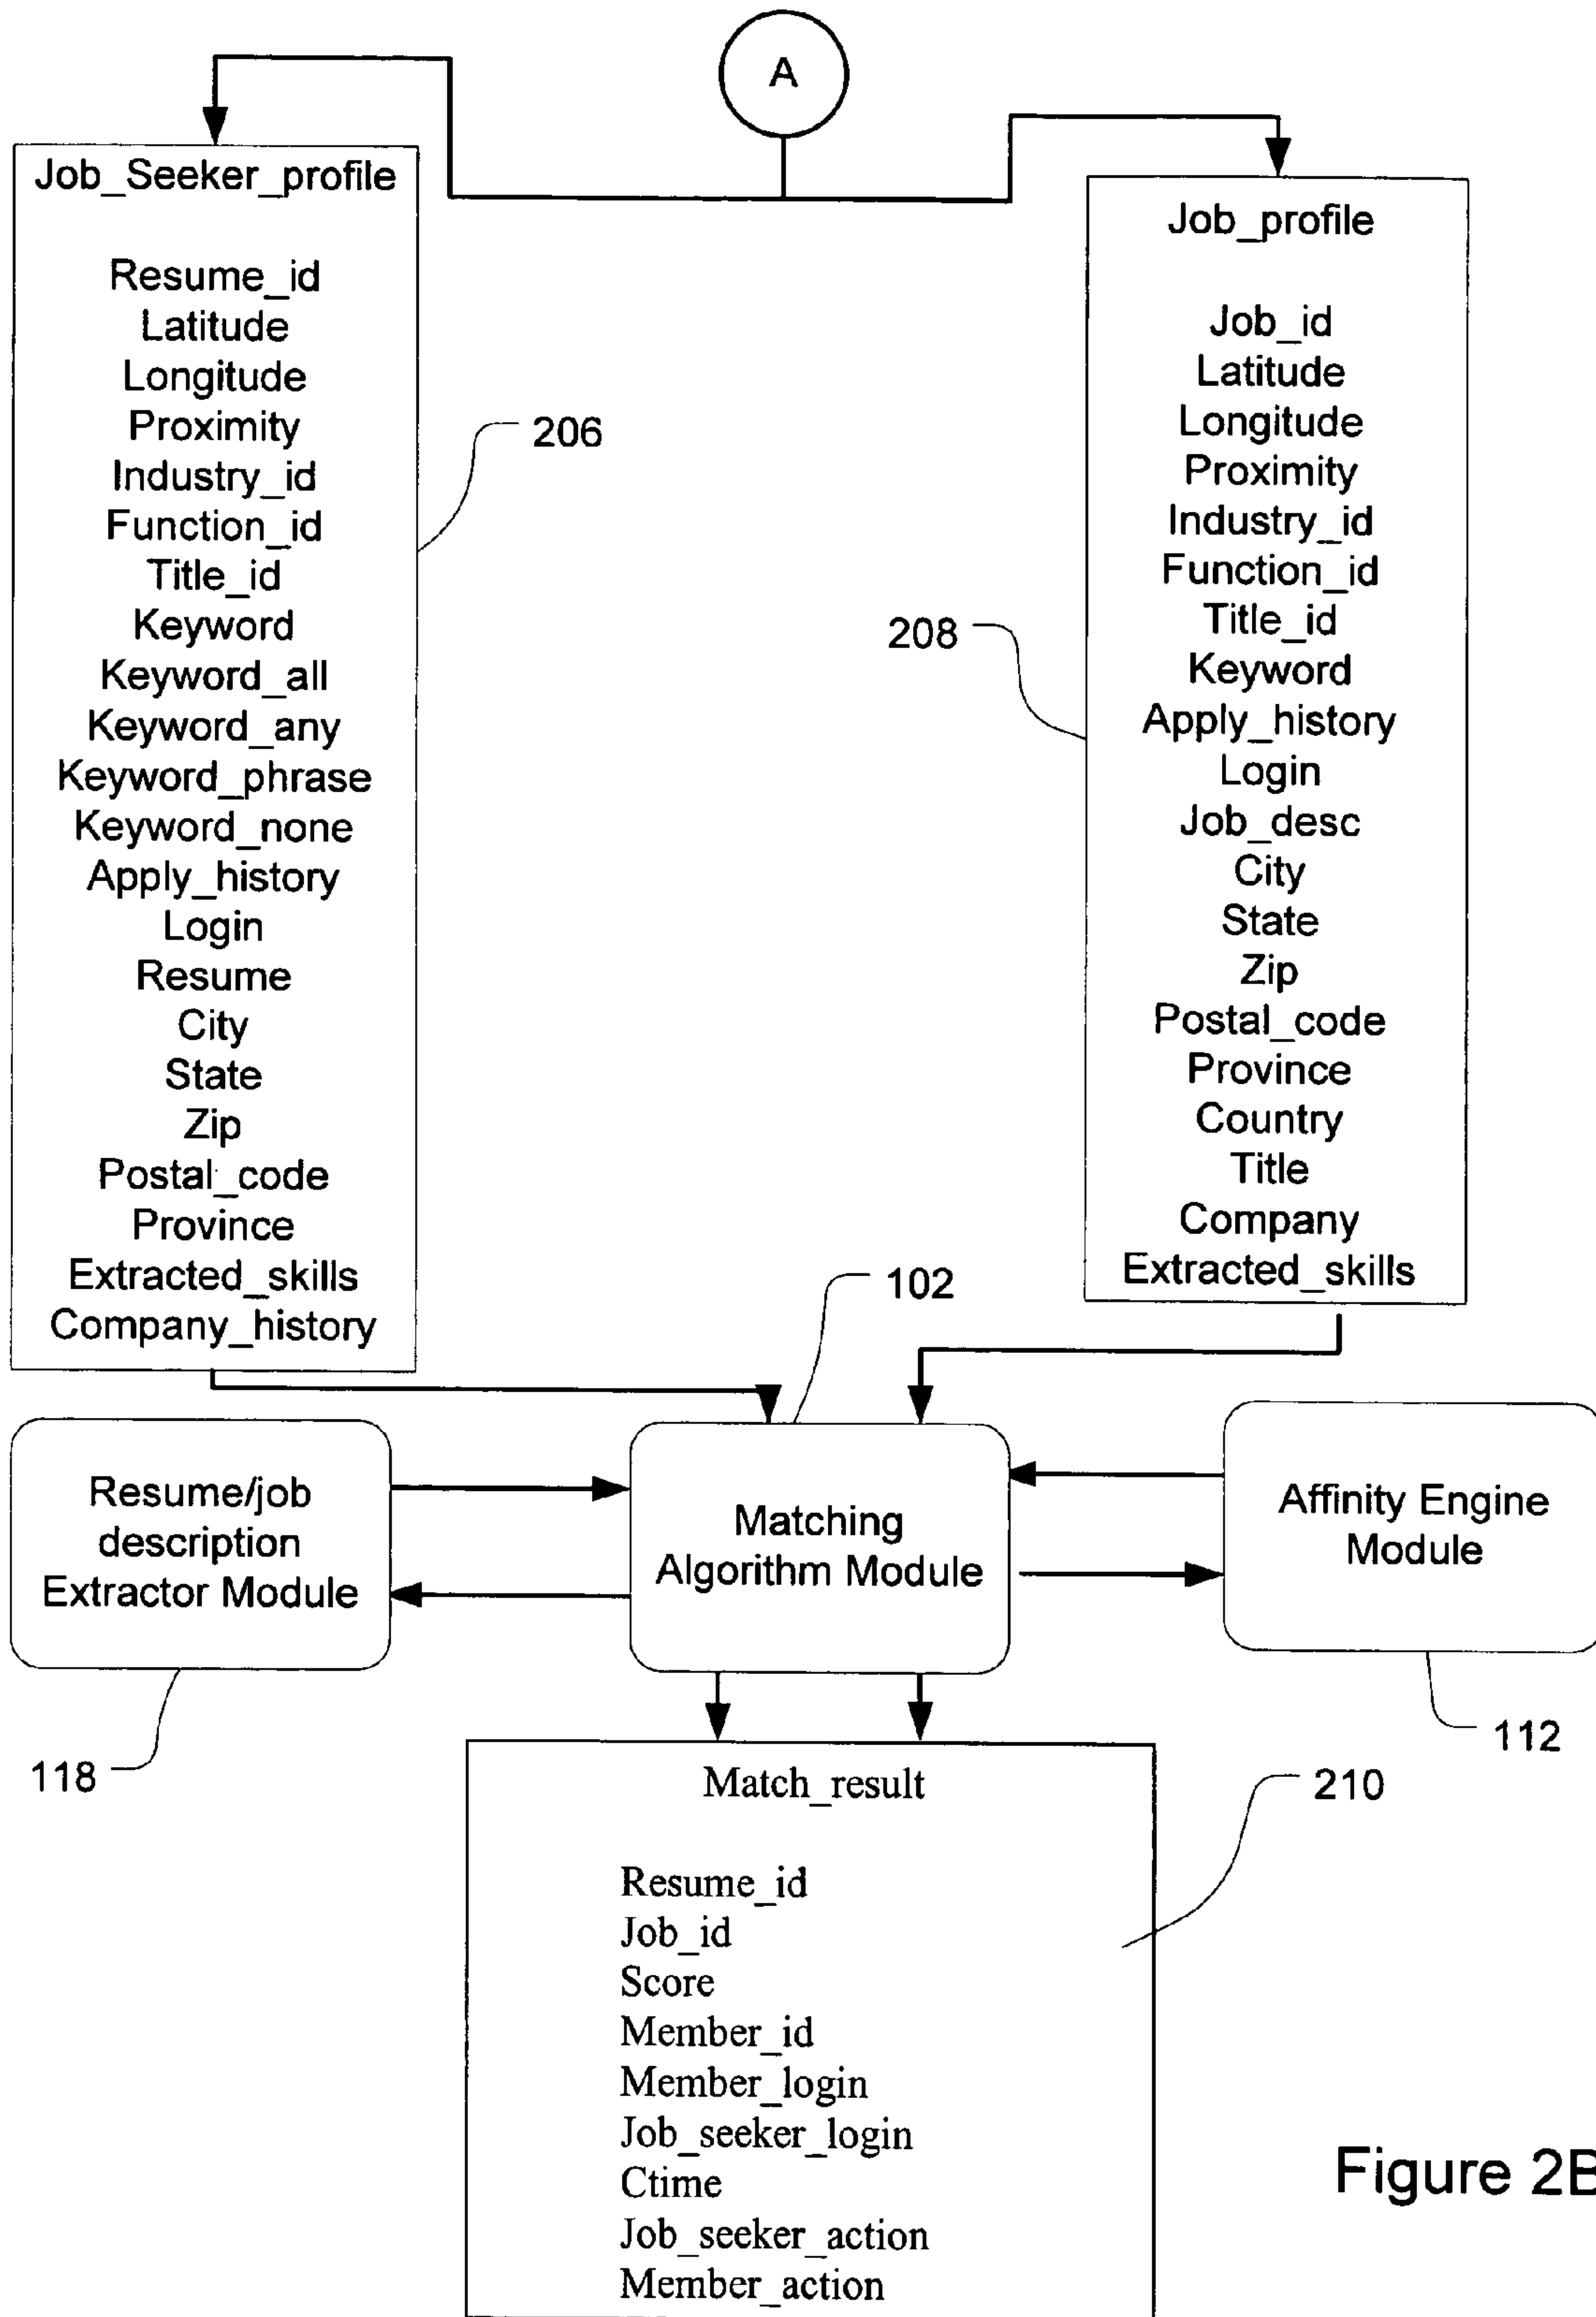 A
Job_Seeker_profile
Resume_id
Latitude
Longitude
Proximity
Industry_id
Function_id
Title_id
Keyword
Keyword_all
Keyword_any
Keyword_phrase
Keyword_none
Apply_history
Login
Resume
City
State
Zip
Postal_code
Province
Extracted_skills
Company_history
206
Job_profile
Job_id
Latitude
Longitude
Proximity
Industry_id
Function_id
Title_id
Keyword
Apply_history
Login
Job_desc
City
State
Zip
Postal_code
Province
Country
Title
Company
Extracted_skills
208
102
Resume/job
description
Extractor Module
118
Matching
Algorithm Module
Affinity Engine
Module
112
Match_result
Resume_id
Job_id
Score
Member_id
Member_login
Job_seeker_login
Ctime
Job_seeker_action
Member_action
210
Figure 2B